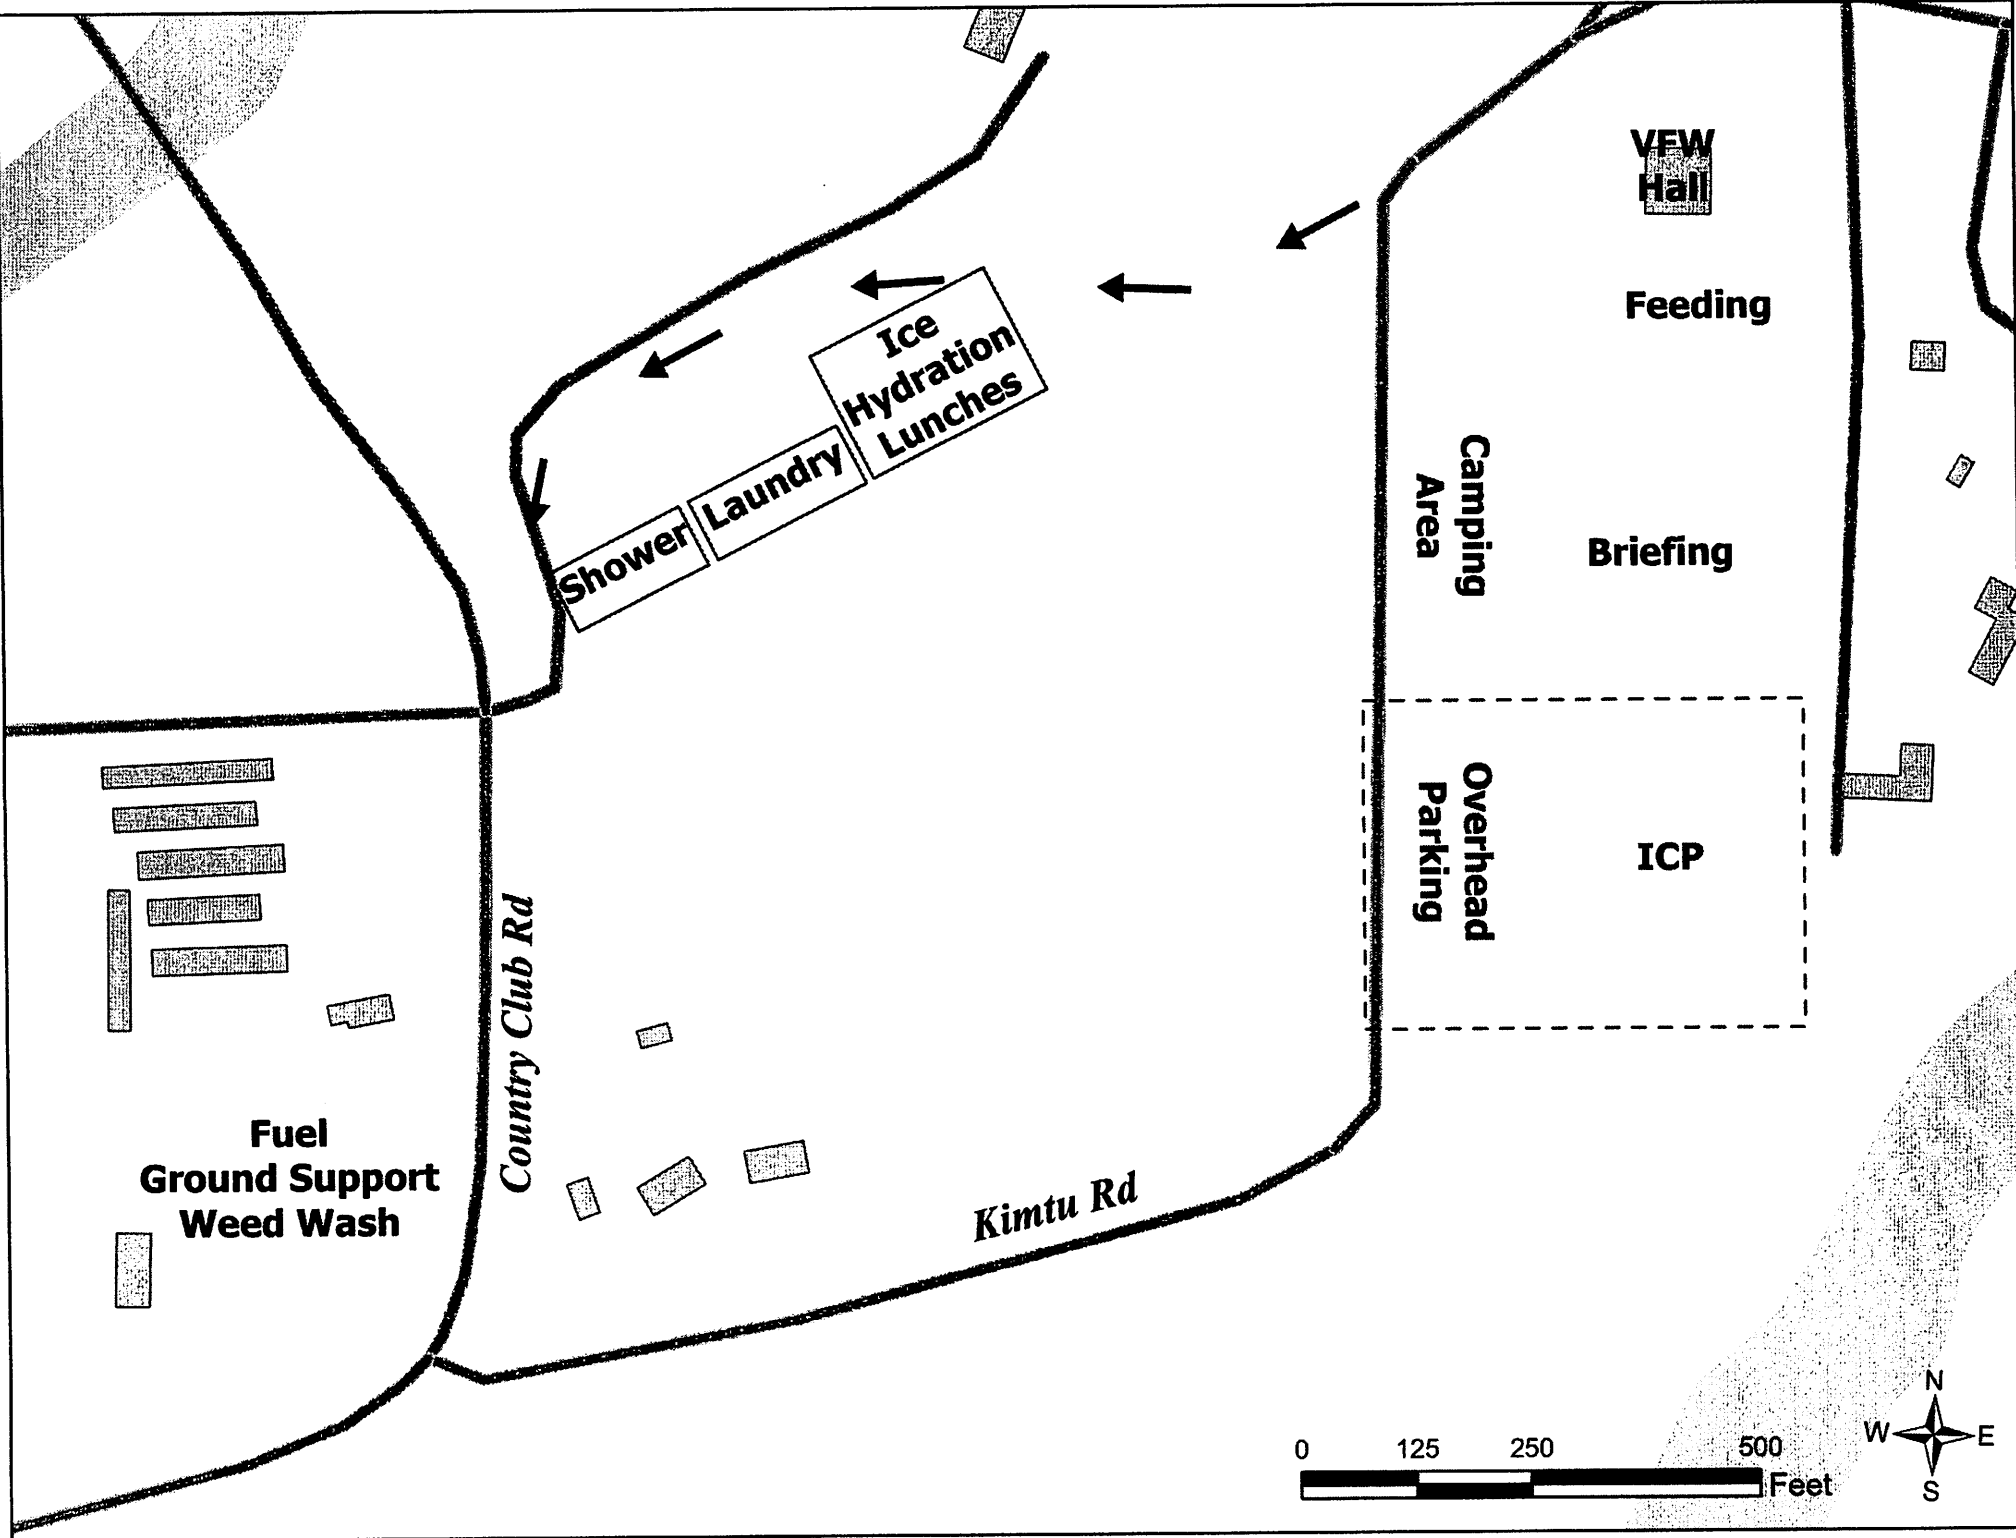 VFW
Hall
Feeding
Ice
Hydration
Lunches
Laundry
Shower
Camping
Area
Briefing
Overhead
Parking
ICP
Country Club Rd
Fuel
Ground Support
Weed Wash
Kimtu Rd
N
W E
S
0 125 250 500
Feet